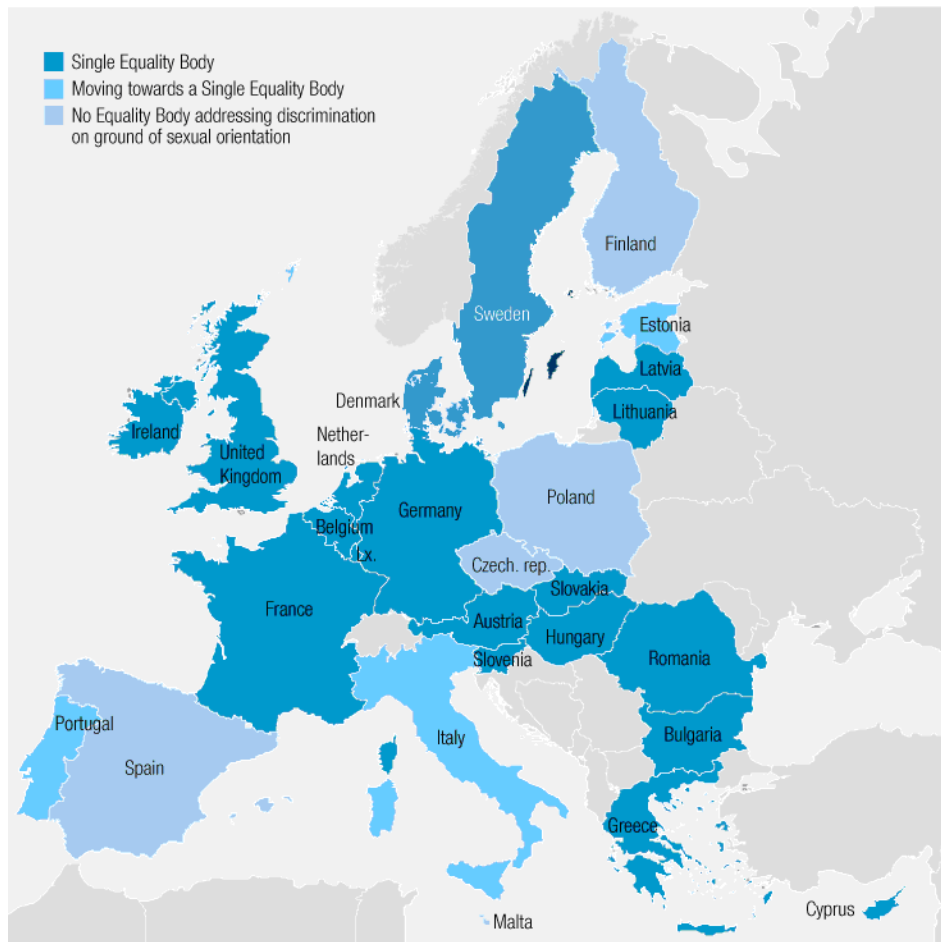 Single Equality Body
Moving towards a Single Equality Body
No Equality Body addressing discrimination
on ground of sexual orientation
Finland
Sweden
Estonia
Latvia
Denmark
Lithuania
Ireland
Nether-
lands
United
Kingdom
Poland
Germany
Belgium
Lx.
Czech. rep.
Slovakia
France
Austria
Hungary
Slovenia
Romania
Portugal
Italy
Bulgaria
Spain
Greece
Cyprus
Malta